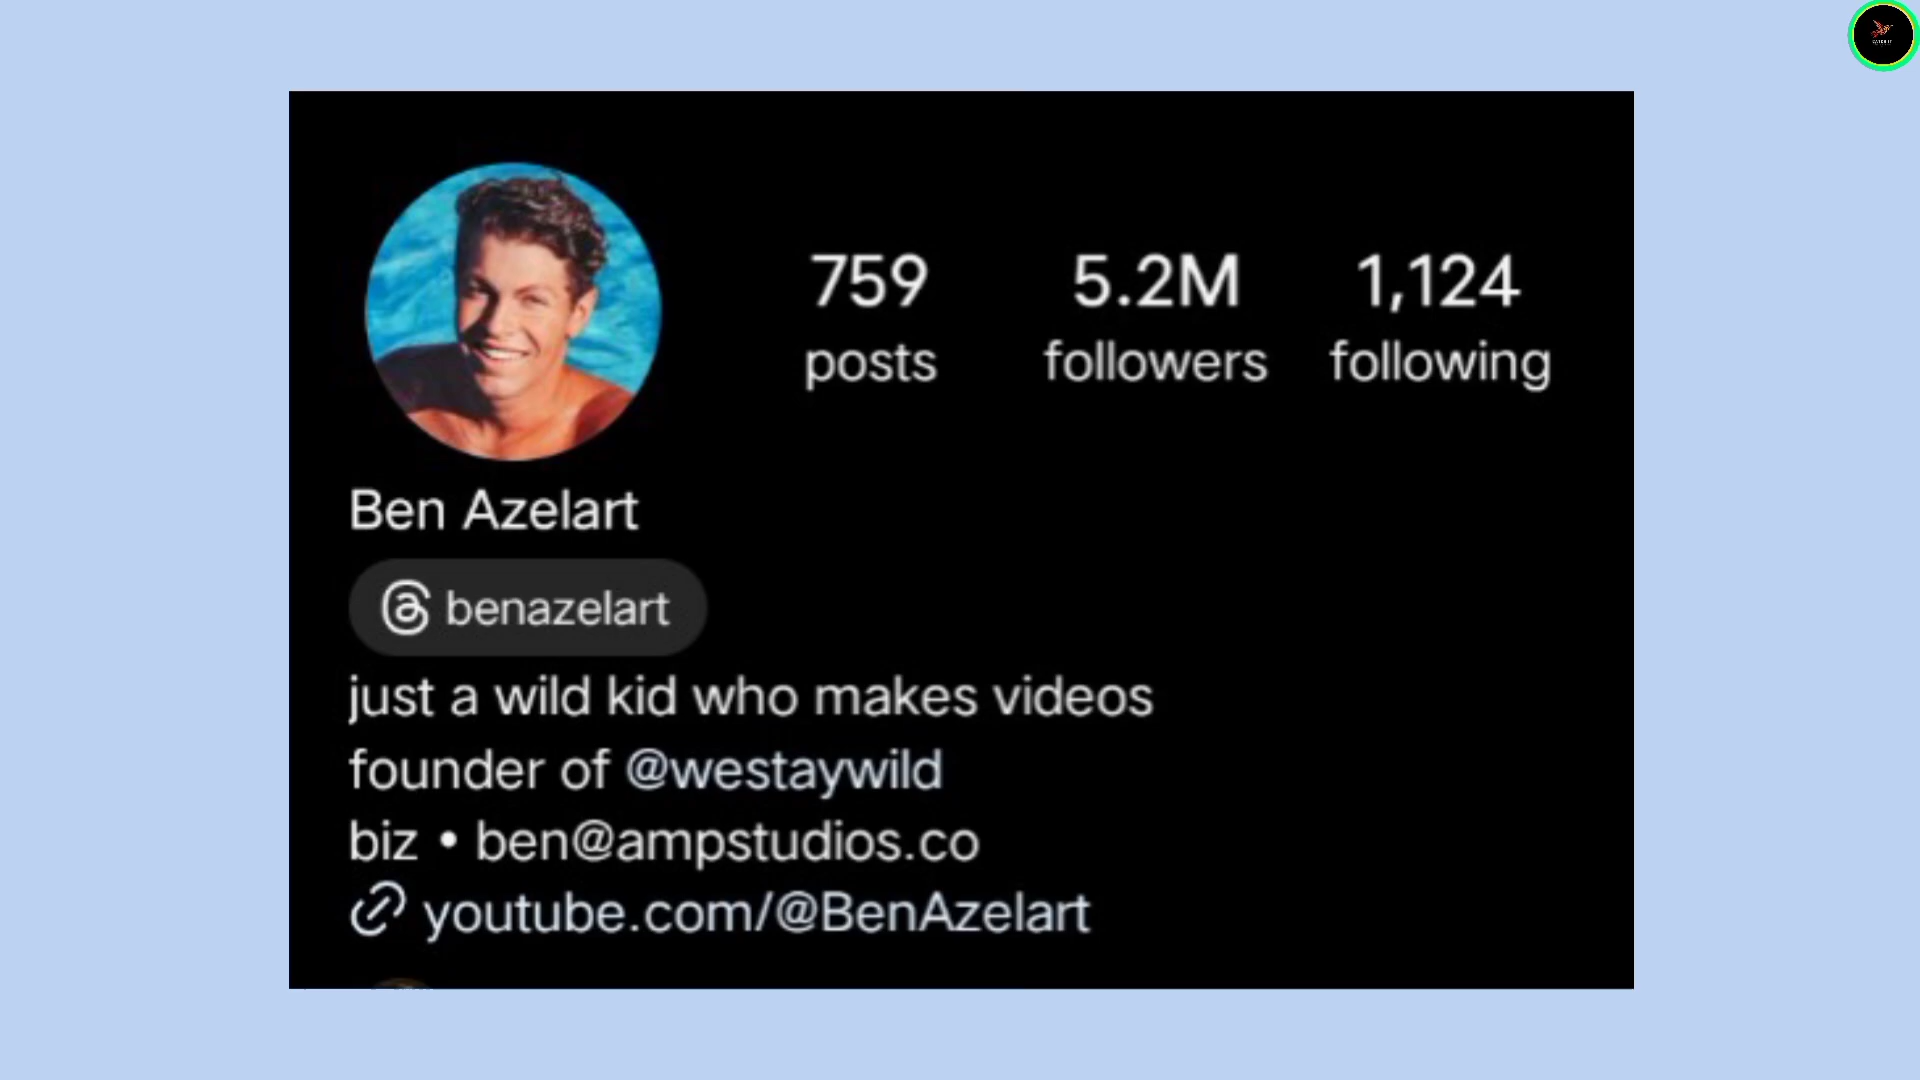 759 5.2M 1,124
posts followers following
Ben Azelart
benazelart
just a wild kid who makes videos
founder of @westaywild
biz • ben@ampstudios.co
youtube.com/@BenAzelart